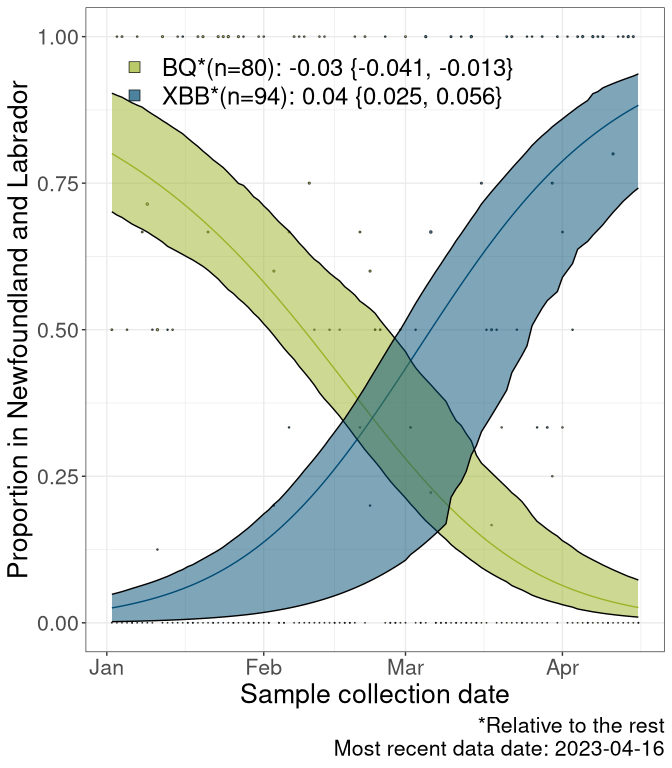 1.00
BQ*(n=80): -0.03 {-0.041, -0.013}
XBB*(n=94): 0.04 {0.025, 0.056}
0.75
0.50
0.25
0.00
Proportion in Newfoundland and Labrador
Jan Feb Mar Apr
Sample collection date
*Relative to the rest
Most recent data date: 2023-04-16